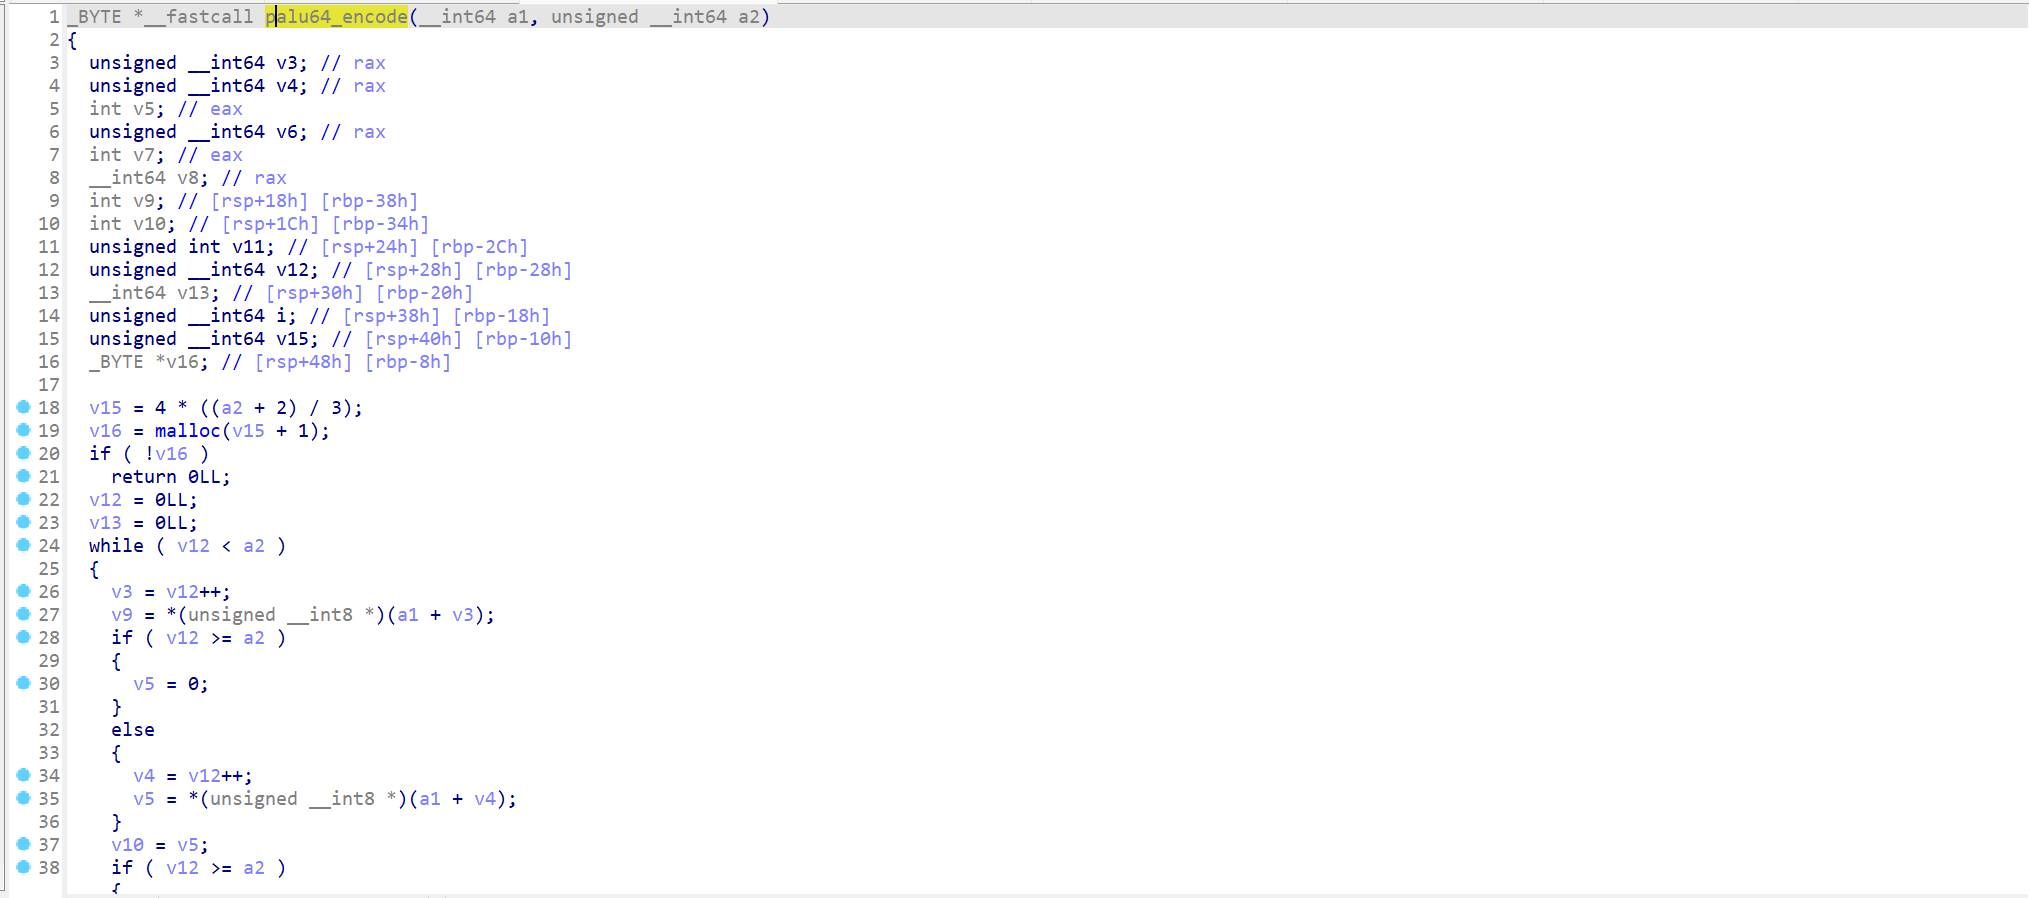 1 _BYTE *__fastcall palu64_encode(__int64 a1, unsigned __int64 a2)
2 {
3   unsigned __int64 v3; // rax
4   unsigned __int64 v4; // rax
5   int v5; // eax
6   unsigned __int64 v6; // rax
7   int v7; // eax
8   __int64 v8; // rax
9   int v9; // [rsp+18h] [rbp-38h]
10   int v10; // [rsp+1Ch] [rbp-34h]
11   unsigned int v11; // [rsp+24h] [rbp-2Ch]
12   unsigned __int64 v12; // [rsp+28h] [rbp-28h]
13   __int64 v13; // [rsp+30h] [rbp-20h]
14   unsigned __int64 i; // [rsp+38h] [rbp-18h]
15   unsigned __int64 v15; // [rsp+40h] [rbp-10h]
16   _BYTE *v16; // [rsp+48h] [rbp-8h]
17
18   v15 = 4 * ((a2 + 2) / 3);
19   v16 = malloc(v15 + 1);
20   if ( !v16 )
21     return 0LL;
22   v12 = 0LL;
23   v13 = 0LL;
24   while ( v12 < a2 )
25   {
26     v3 = v12++;
27     v9 = *(unsigned __int8 *)(a1 + v3);
28     if ( v12 >= a2 )
29     {
30       v5 = 0;
31     }
32     else
33     {
34       v4 = v12++;
35       v5 = *(unsigned __int8 *)(a1 + v4);
36     }
37     v10 = v5;
38     if ( v12 >= a2 )
    {